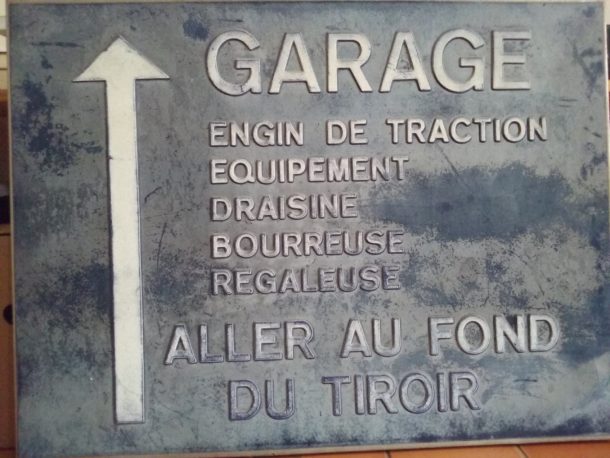 GARAGE
ENGIN DE TRACTION
EQUIPEMENT
DRAISINE
BOURREUSE
REGALEUSE
ALLER AU FOND
DU TIROIR